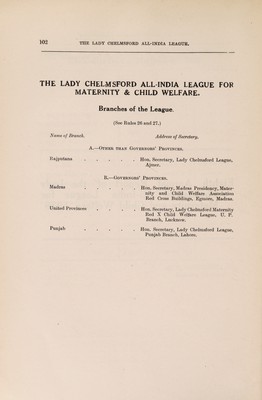 102 THE LADY CHELMSFORD ALL-INDIA LEAGUE.
THE LADY CHELMSFORD ALL-INDIA LEAGUE FOR
MATERNITY & CHILD WELFARE.
Branches of the League.
(See Rules 26 and 27.)
Name of Branch. Address of Secretary.
A.—OTHER THAN GOVERNORS' PROVINCES.
Rajputana . . . . . Hon. Secretary, Lady Chelmsford League,
Ajmer.
B.—GOVERNORS' PROVINCES.
Madras . . . . . Hon. Secretary, Madras Presidency, Mater-
nity and Child Welfare Association
Red Cross Buildings, Egmore, Madras.
United Provinces . . . . Hon. Secretary, Lady Chelmsford Maternity
Red X Child Welfare League, U. P.
Branch, Lucknow.
Punjab . . . . . Hon. Secretary, Lady Chelmsford League,
Punjab Branch, Lahore.